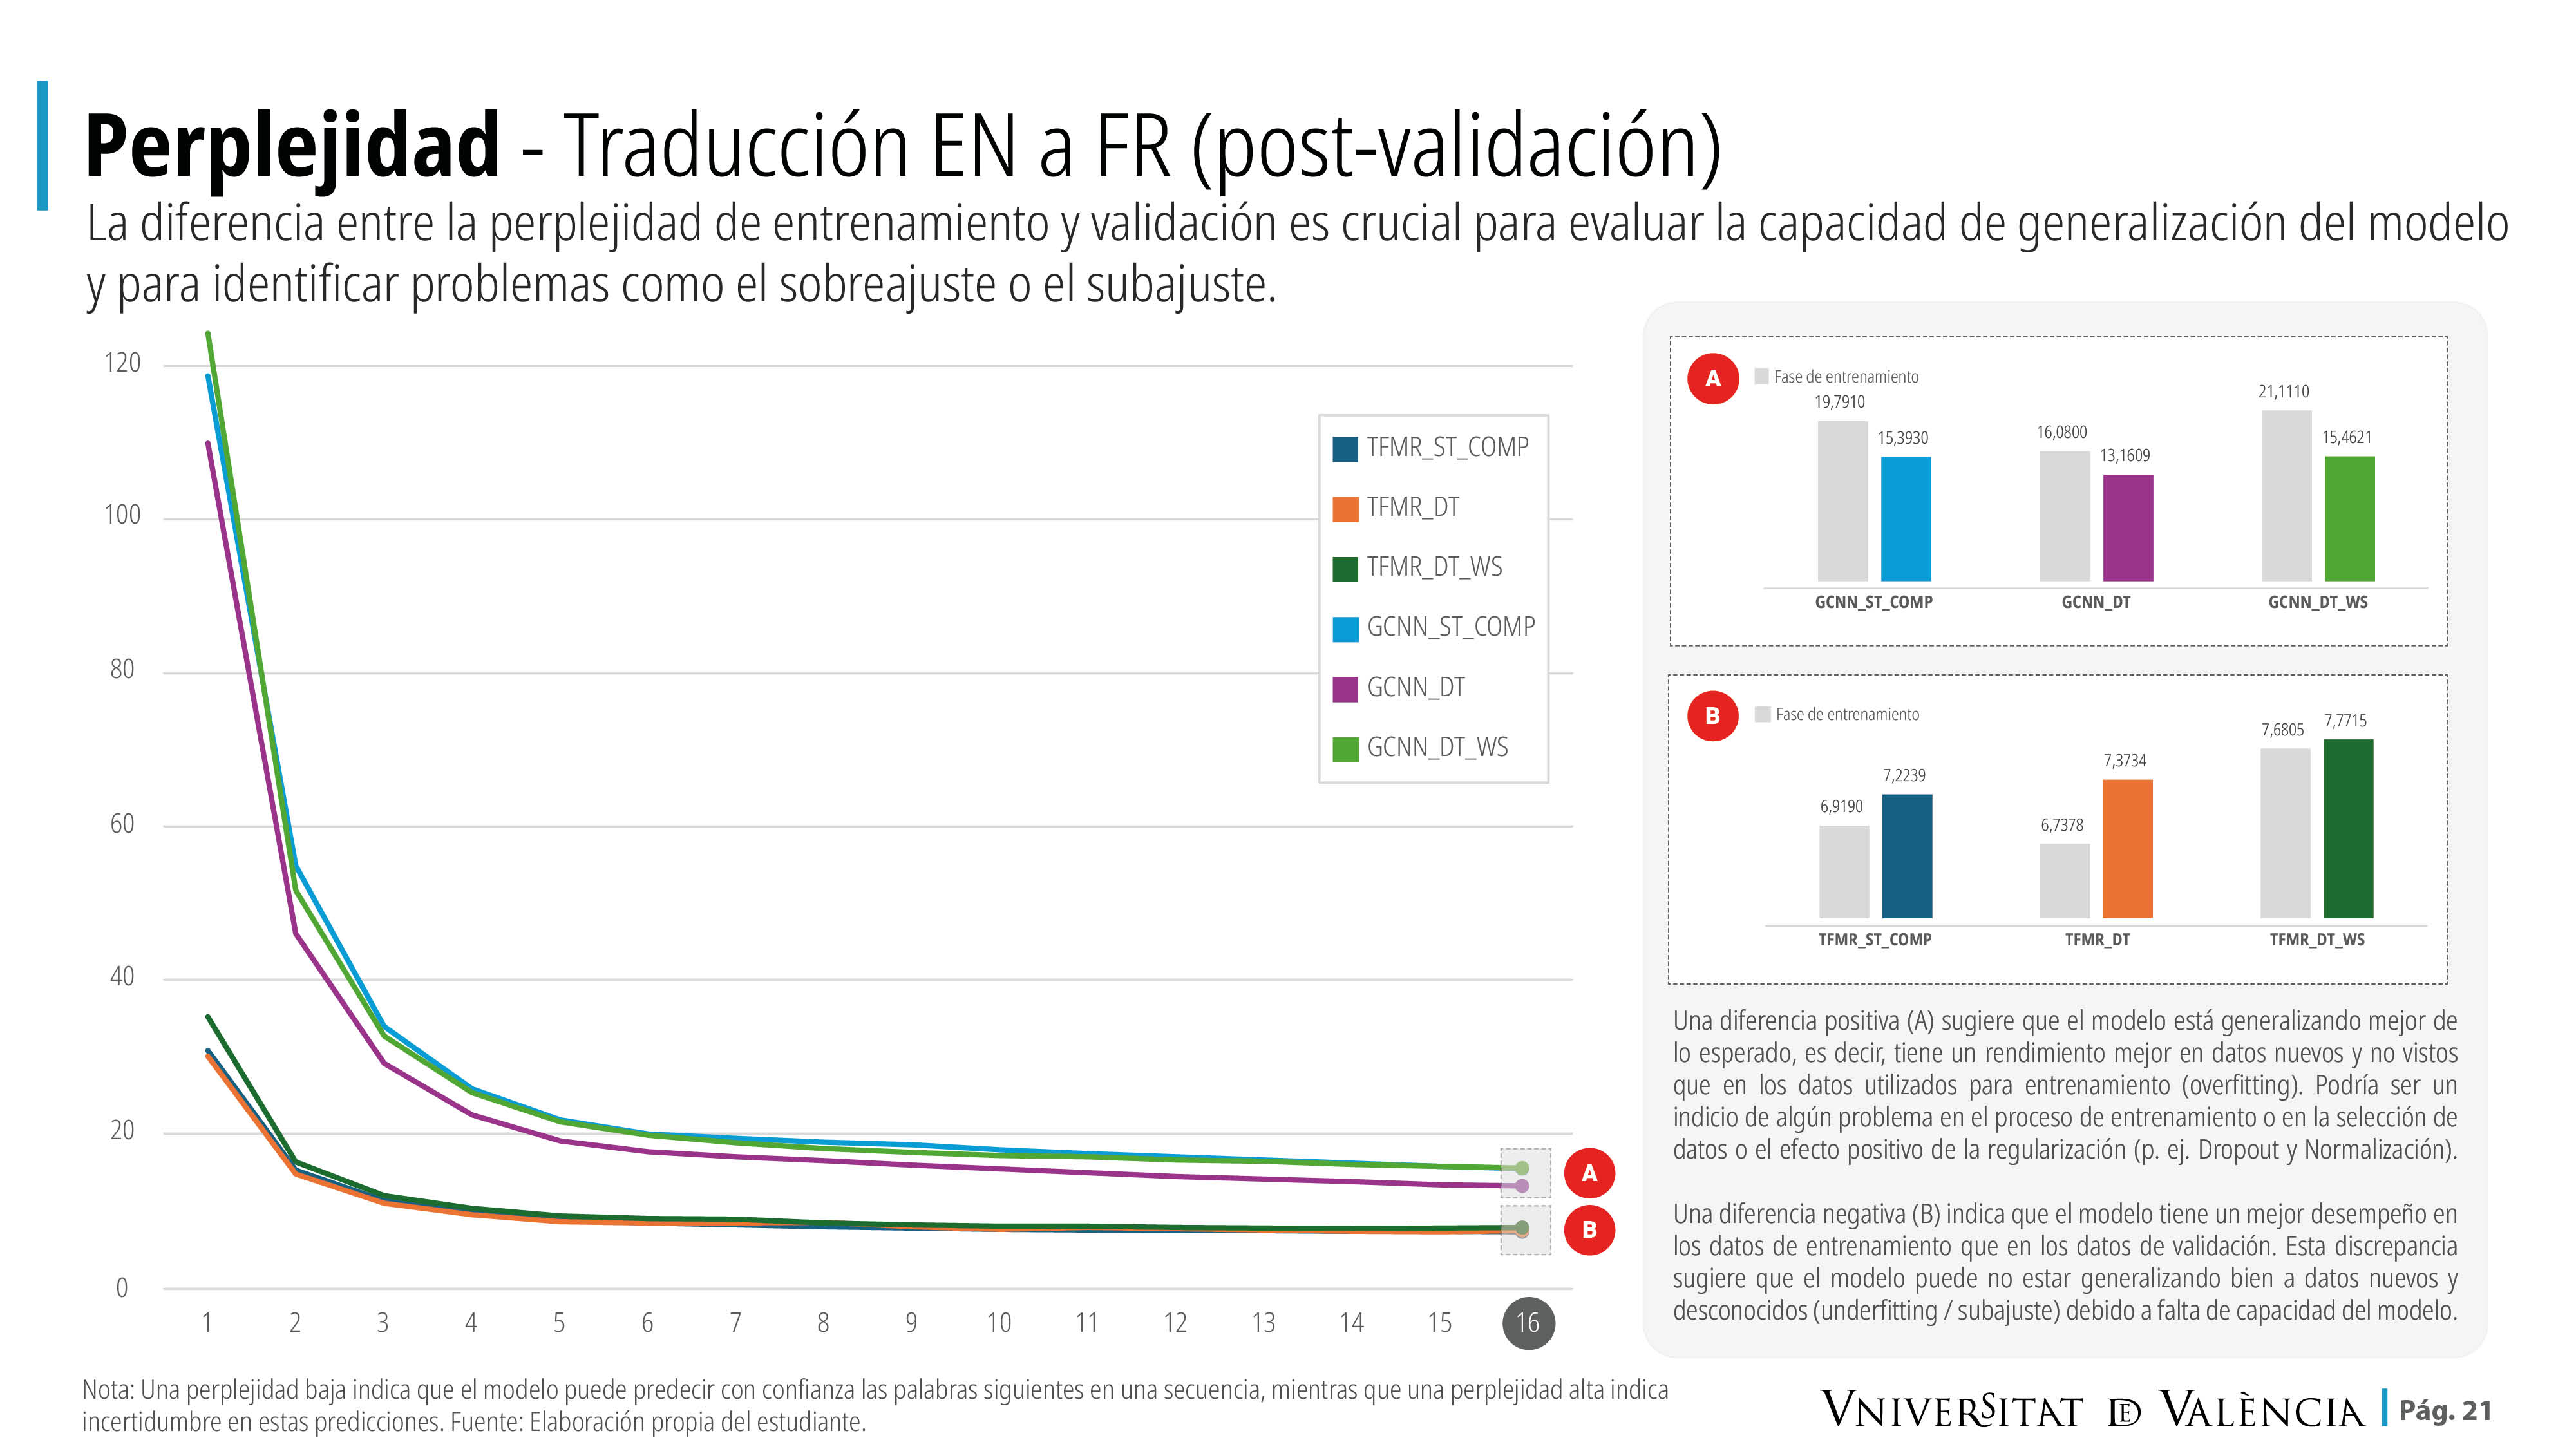 Perplejidad - Traducción EN a FR (post-validación)
La diferencia entre la perplejidad de entrenamiento y validación es crucial para evaluar la capacidad de generalización del modelo
y para identificar problemas como el sobreajuste o el subajuste.
120
100
80
60
40
20
0
1 2 3 4 5 6 7 8 9 10 11 12 13 14 15 16
TFMR_ST_COMP
TFMR_DT
TFMR_DT_WS
GCNN_ST_COMP
GCNN_DT
GCNN_DT_WS
A
B
A
Fase de entrenamiento
19,7910
15,3930
16,0800
13,1609
21,1110
15,4621
GCNN_ST_COMP
GCNN_DT
GCNN_DT_WS
B
Fase de entrenamiento
6,9190
7,2239
6,7378
7,3734
7,6805
7,7715
TFMR_ST_COMP
TFMR_DT
TFMR_DT_WS
Una diferencia positiva (A) sugiere que el modelo está generalizando mejor de
lo esperado, es decir, tiene un rendimiento mejor en datos nuevos y no vistos
que en los datos utilizados para entrenamiento (overfitting). Podría ser un
indicio de algún problema en el proceso de entrenamiento o en la selección de
datos o el efecto positivo de la regularización (p. ej. Dropout y Normalización).
Una diferencia negativa (B) indica que el modelo tiene un mejor desempeño en
los datos de entrenamiento que en los datos de validación. Esta discrepancia
sugiere que el modelo puede no estar generalizando bien a datos nuevos y
desconocidos (underfitting / subajuste) debido a falta de capacidad del modelo.
Nota: Una perplejidad baja indica que el modelo puede predecir con confianza las palabras siguientes en una secuencia, mientras que una perplejidad alta indica
incertidumbre en estas predicciones. Fuente: Elaboración propia del estudiante.
VNIVERSITAT DE VALÈNCIA
Pág. 21